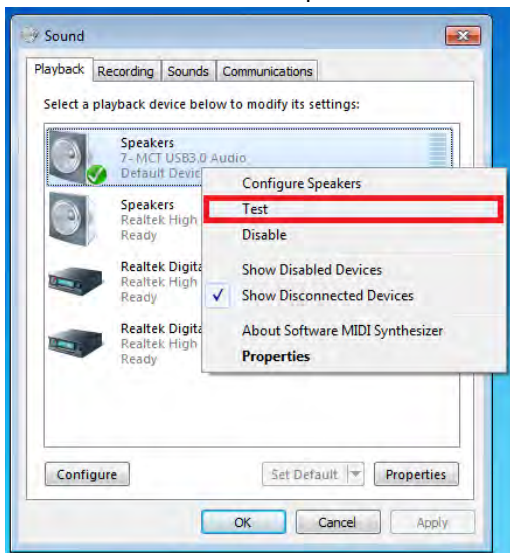 Sound
Playback Recording Sounds Communications
Select a playback device below to modify its settings:
Speakers
7- MCT USB3.0 Audio
Default Devic
Speakers
Realtek High
Ready
Realtek Digita
Realtek High
Ready
Realtek Digita
Realtek High
Ready
Configure Speakers
Test
Disable
Show Disabled Devices
Show Disconnected Devices
About Software MIDI Synthesizer
Properties
Configure Set Default Properties
OK Cancel Apply